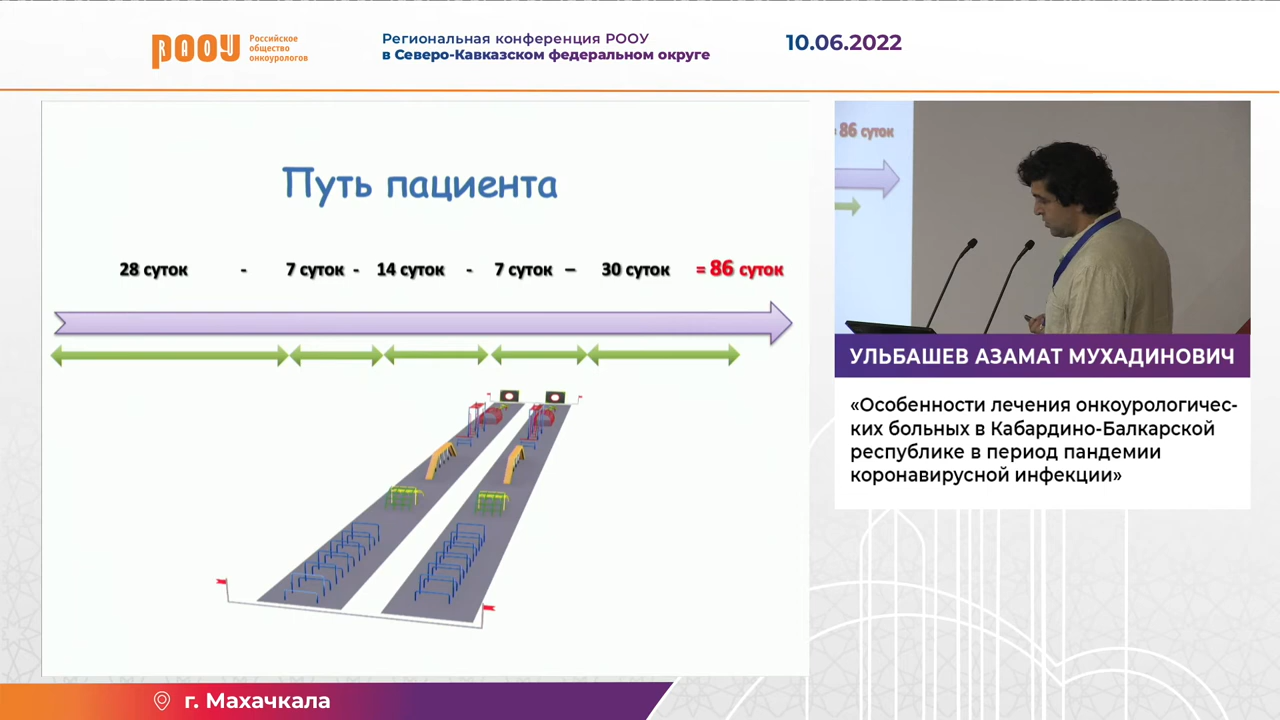 РООУ
Российское
общество
онкоурологов
Региональная конференция РООУ
в Северо-Кавказском федеральном округе
10.06.2022
Путь пациента
28 суток - 7 суток - 14 суток - 7 суток – 30 суток = 86 суток
86 суток
УЛЬБАШЕВ АЗАМАТ МУХАДИНОВИЧ
«Особенности лечения онкоурологичес-
ких больных в Кабардино-Балкарской
республике в период пандемии
коронавирусной инфекции»
г. Махачкала